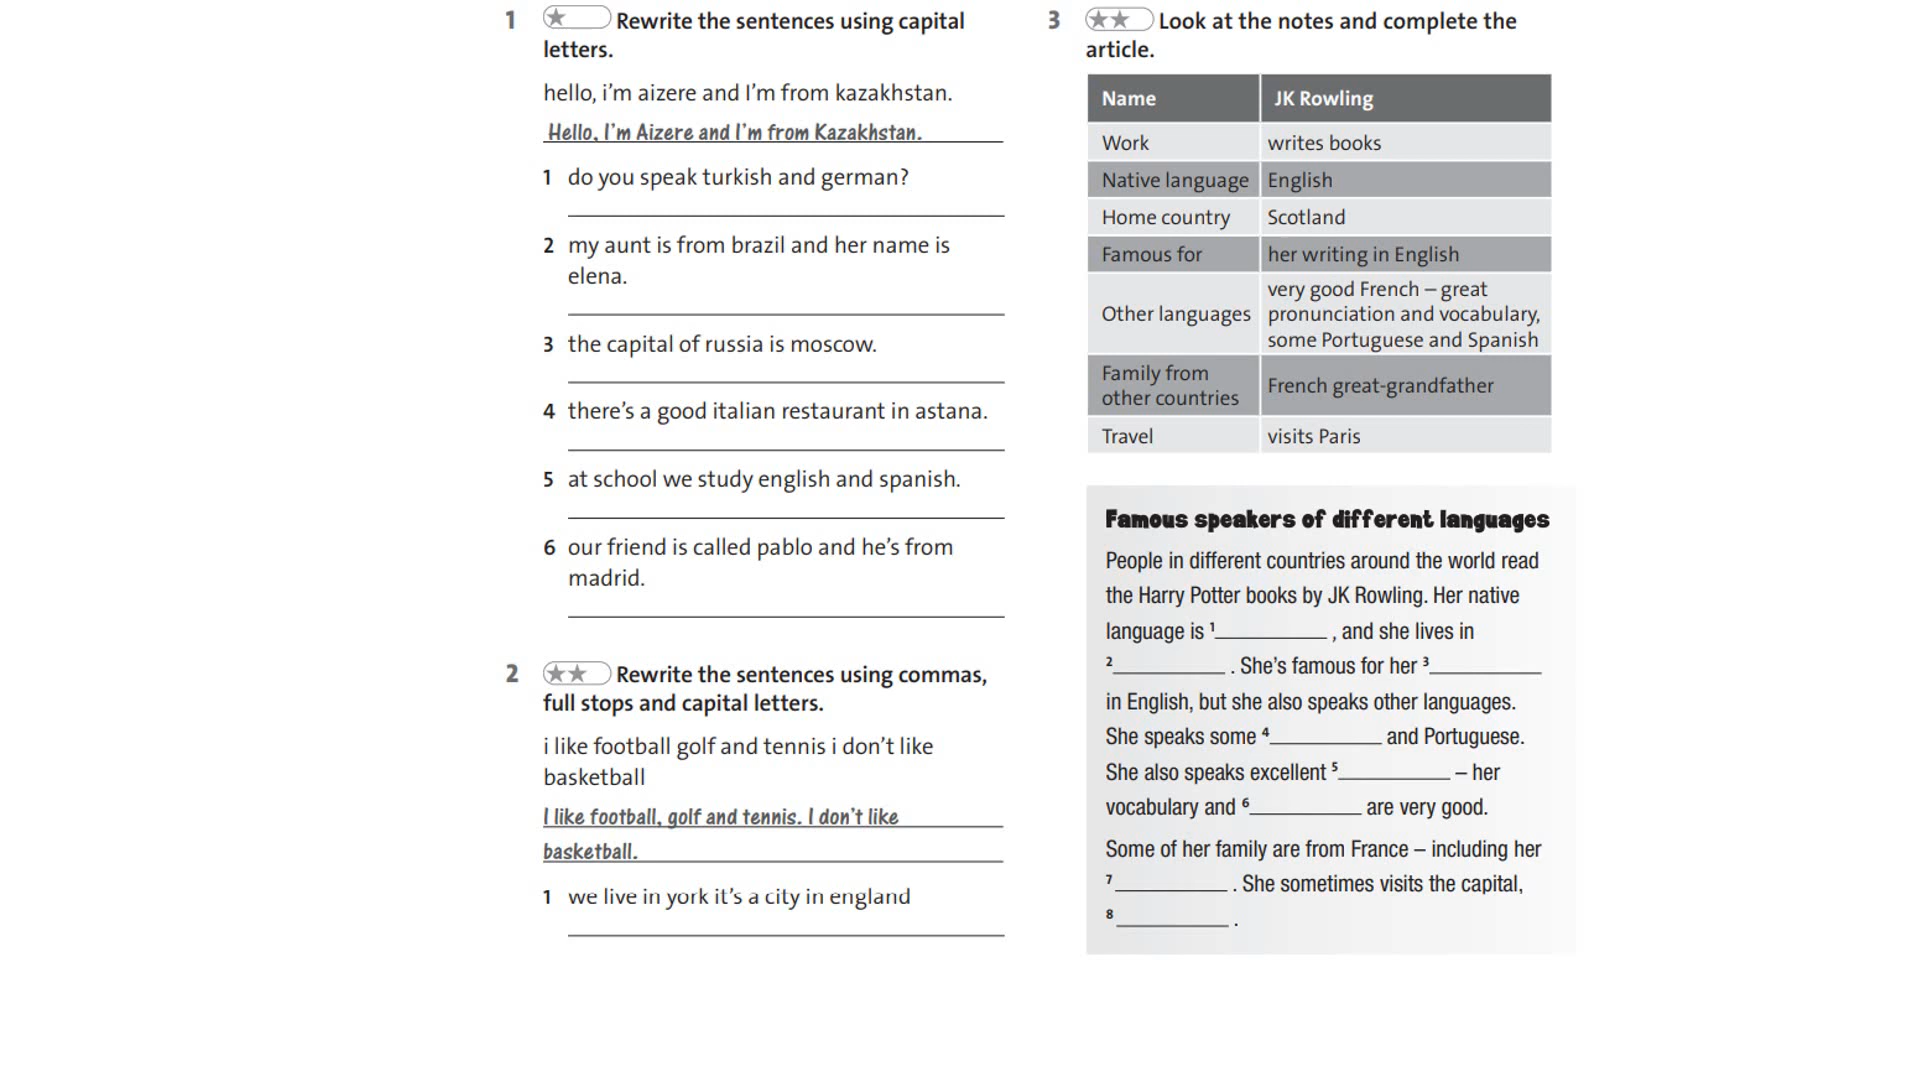 1 ★ Rewrite the sentences using capital
letters.
hello, i’m aizere and I’m from kazakhstan.
Hello, I’m Aizere and I’m from Kazakhstan.
1 do you speak turkish and german?
2 my aunt is from brazil and her name is
elena.
3 the capital of russia is moscow.
4 there’s a good italian restaurant in astana.
5 at school we study english and spanish.
6 our friend is called pablo and he’s from
madrid.
2 ★★ Rewrite the sentences using commas,
full stops and capital letters.
i like football golf and tennis i don’t like
basketball
I like football, golf and tennis. I don’t like
basketball.
1 we live in york it’s a city in england
3 ★★ Look at the notes and complete the
article.
Name JK Rowling
Work writes books
Native language English
Home country Scotland
Famous for her writing in English
Other languages very good French – great
pronunciation and vocabulary,
some Portuguese and Spanish
Family from
other countries French great-grandfather
Travel visits Paris
Famous speakers of different languages
People in different countries around the world read
the Harry Potter books by JK Rowling. Her native
language is 1__________ , and she lives in
2__________ . She’s famous for her 3__________
in English, but she also speaks other languages.
She speaks some 4__________ and Portuguese.
She also speaks excellent 5__________ – her
vocabulary and 6__________ are very good.
Some of her family are from France – including her
7__________ . She sometimes visits the capital,
8__________ .